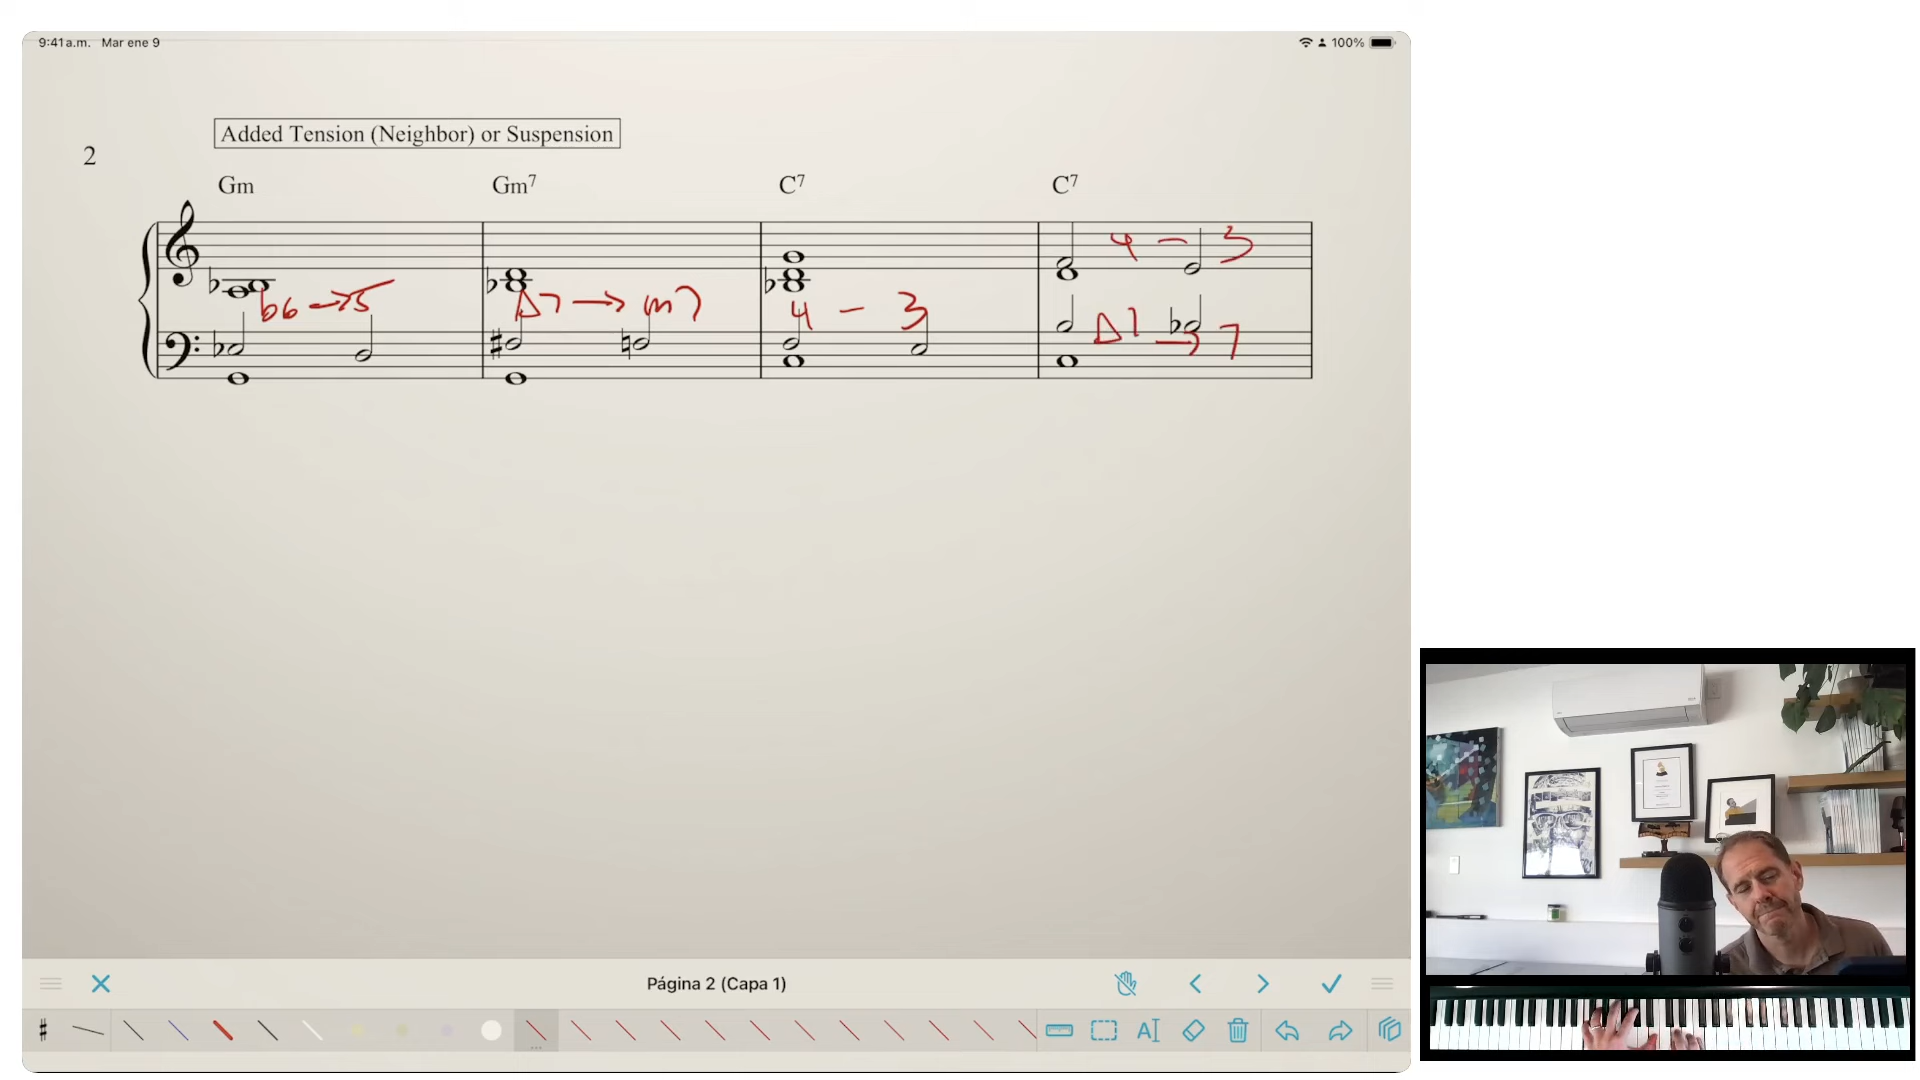 9:41 a.m. Mar ene 9
100%
Added Tension (Neighbor) or Suspension
2
Gm Gm7 C7 C7
4 – 3
b6 → 5 Δ7 → m7 4 – 3
Δ7 → 7
Página 2 (Capa 1)
AI